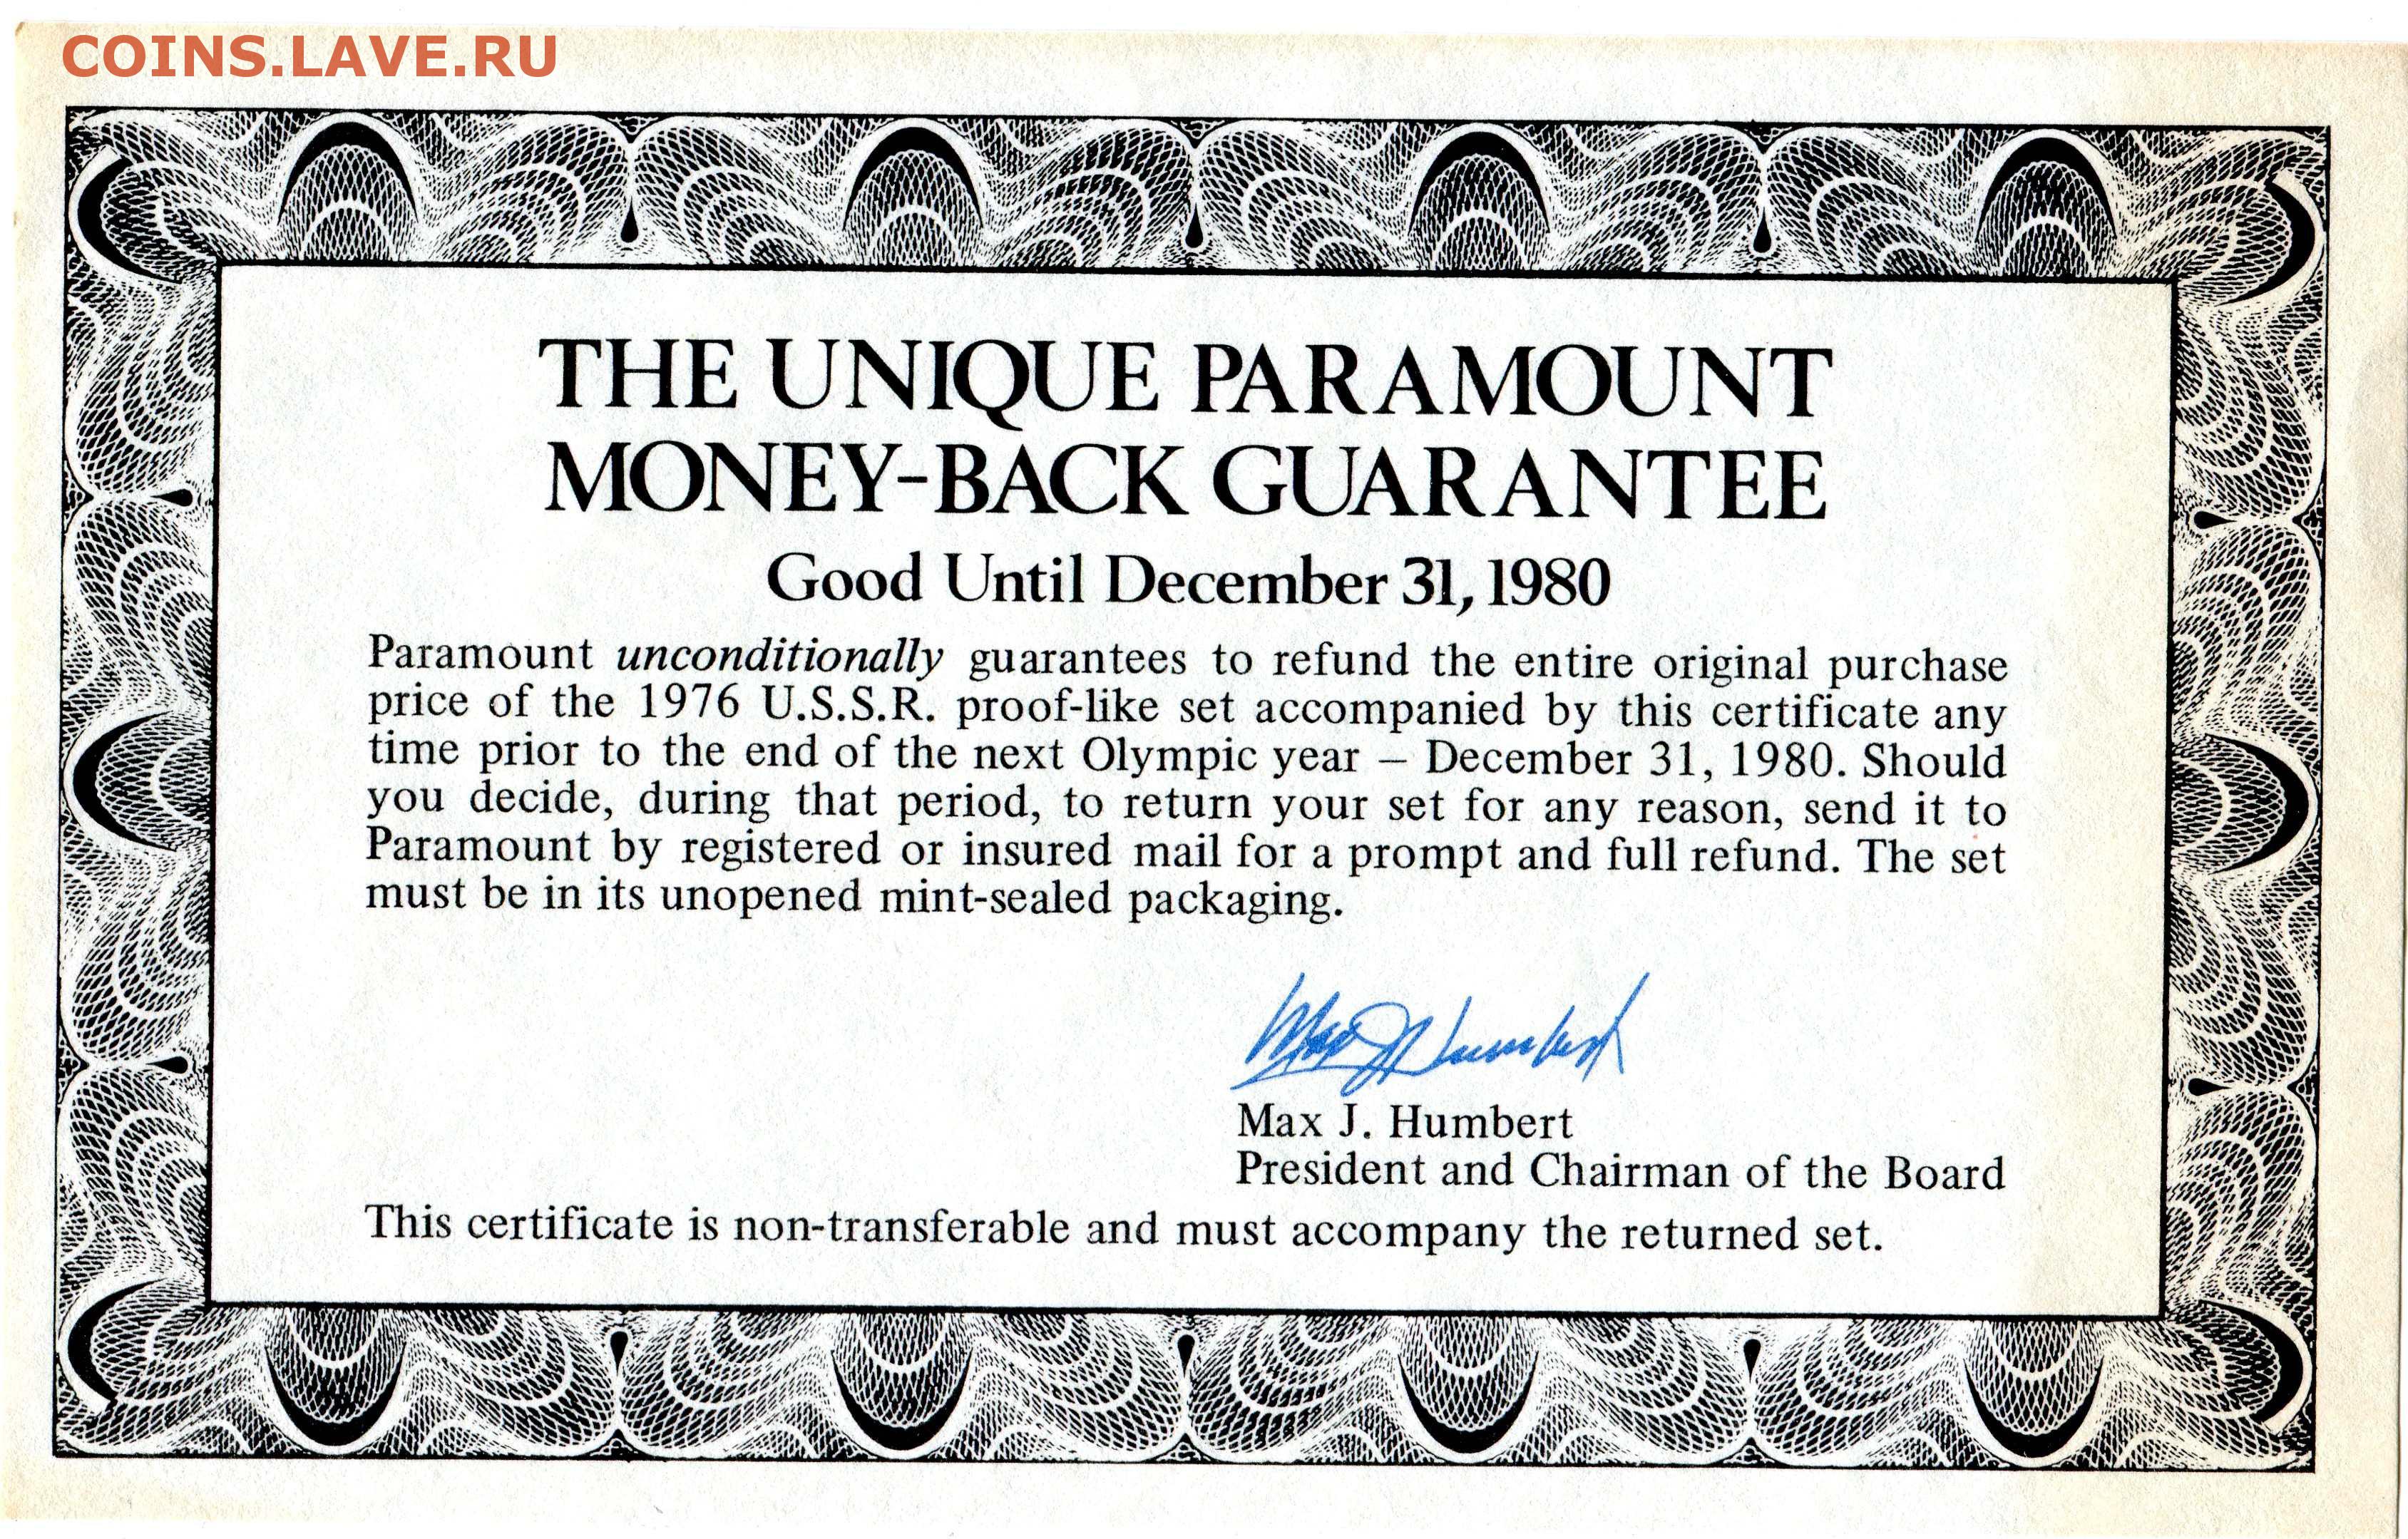 COINS.LAVE.RU
THE UNIQUE PARAMOUNT
MONEY-BACK GUARANTEE
Good Until December 31, 1980
Paramount unconditionally guarantees to refund the entire original purchase
price of the 1976 U.S.S.R. proof-like set accompanied by this certificate any
time prior to the end of the next Olympic year – December 31, 1980. Should
you decide, during that period, to return your set for any reason, send it to
Paramount by registered or insured mail for a prompt and full refund. The set
must be in its unopened mint-sealed packaging.
Max J Humbert
Max J. Humbert
President and Chairman of the Board
This certificate is non-transferable and must accompany the returned set.